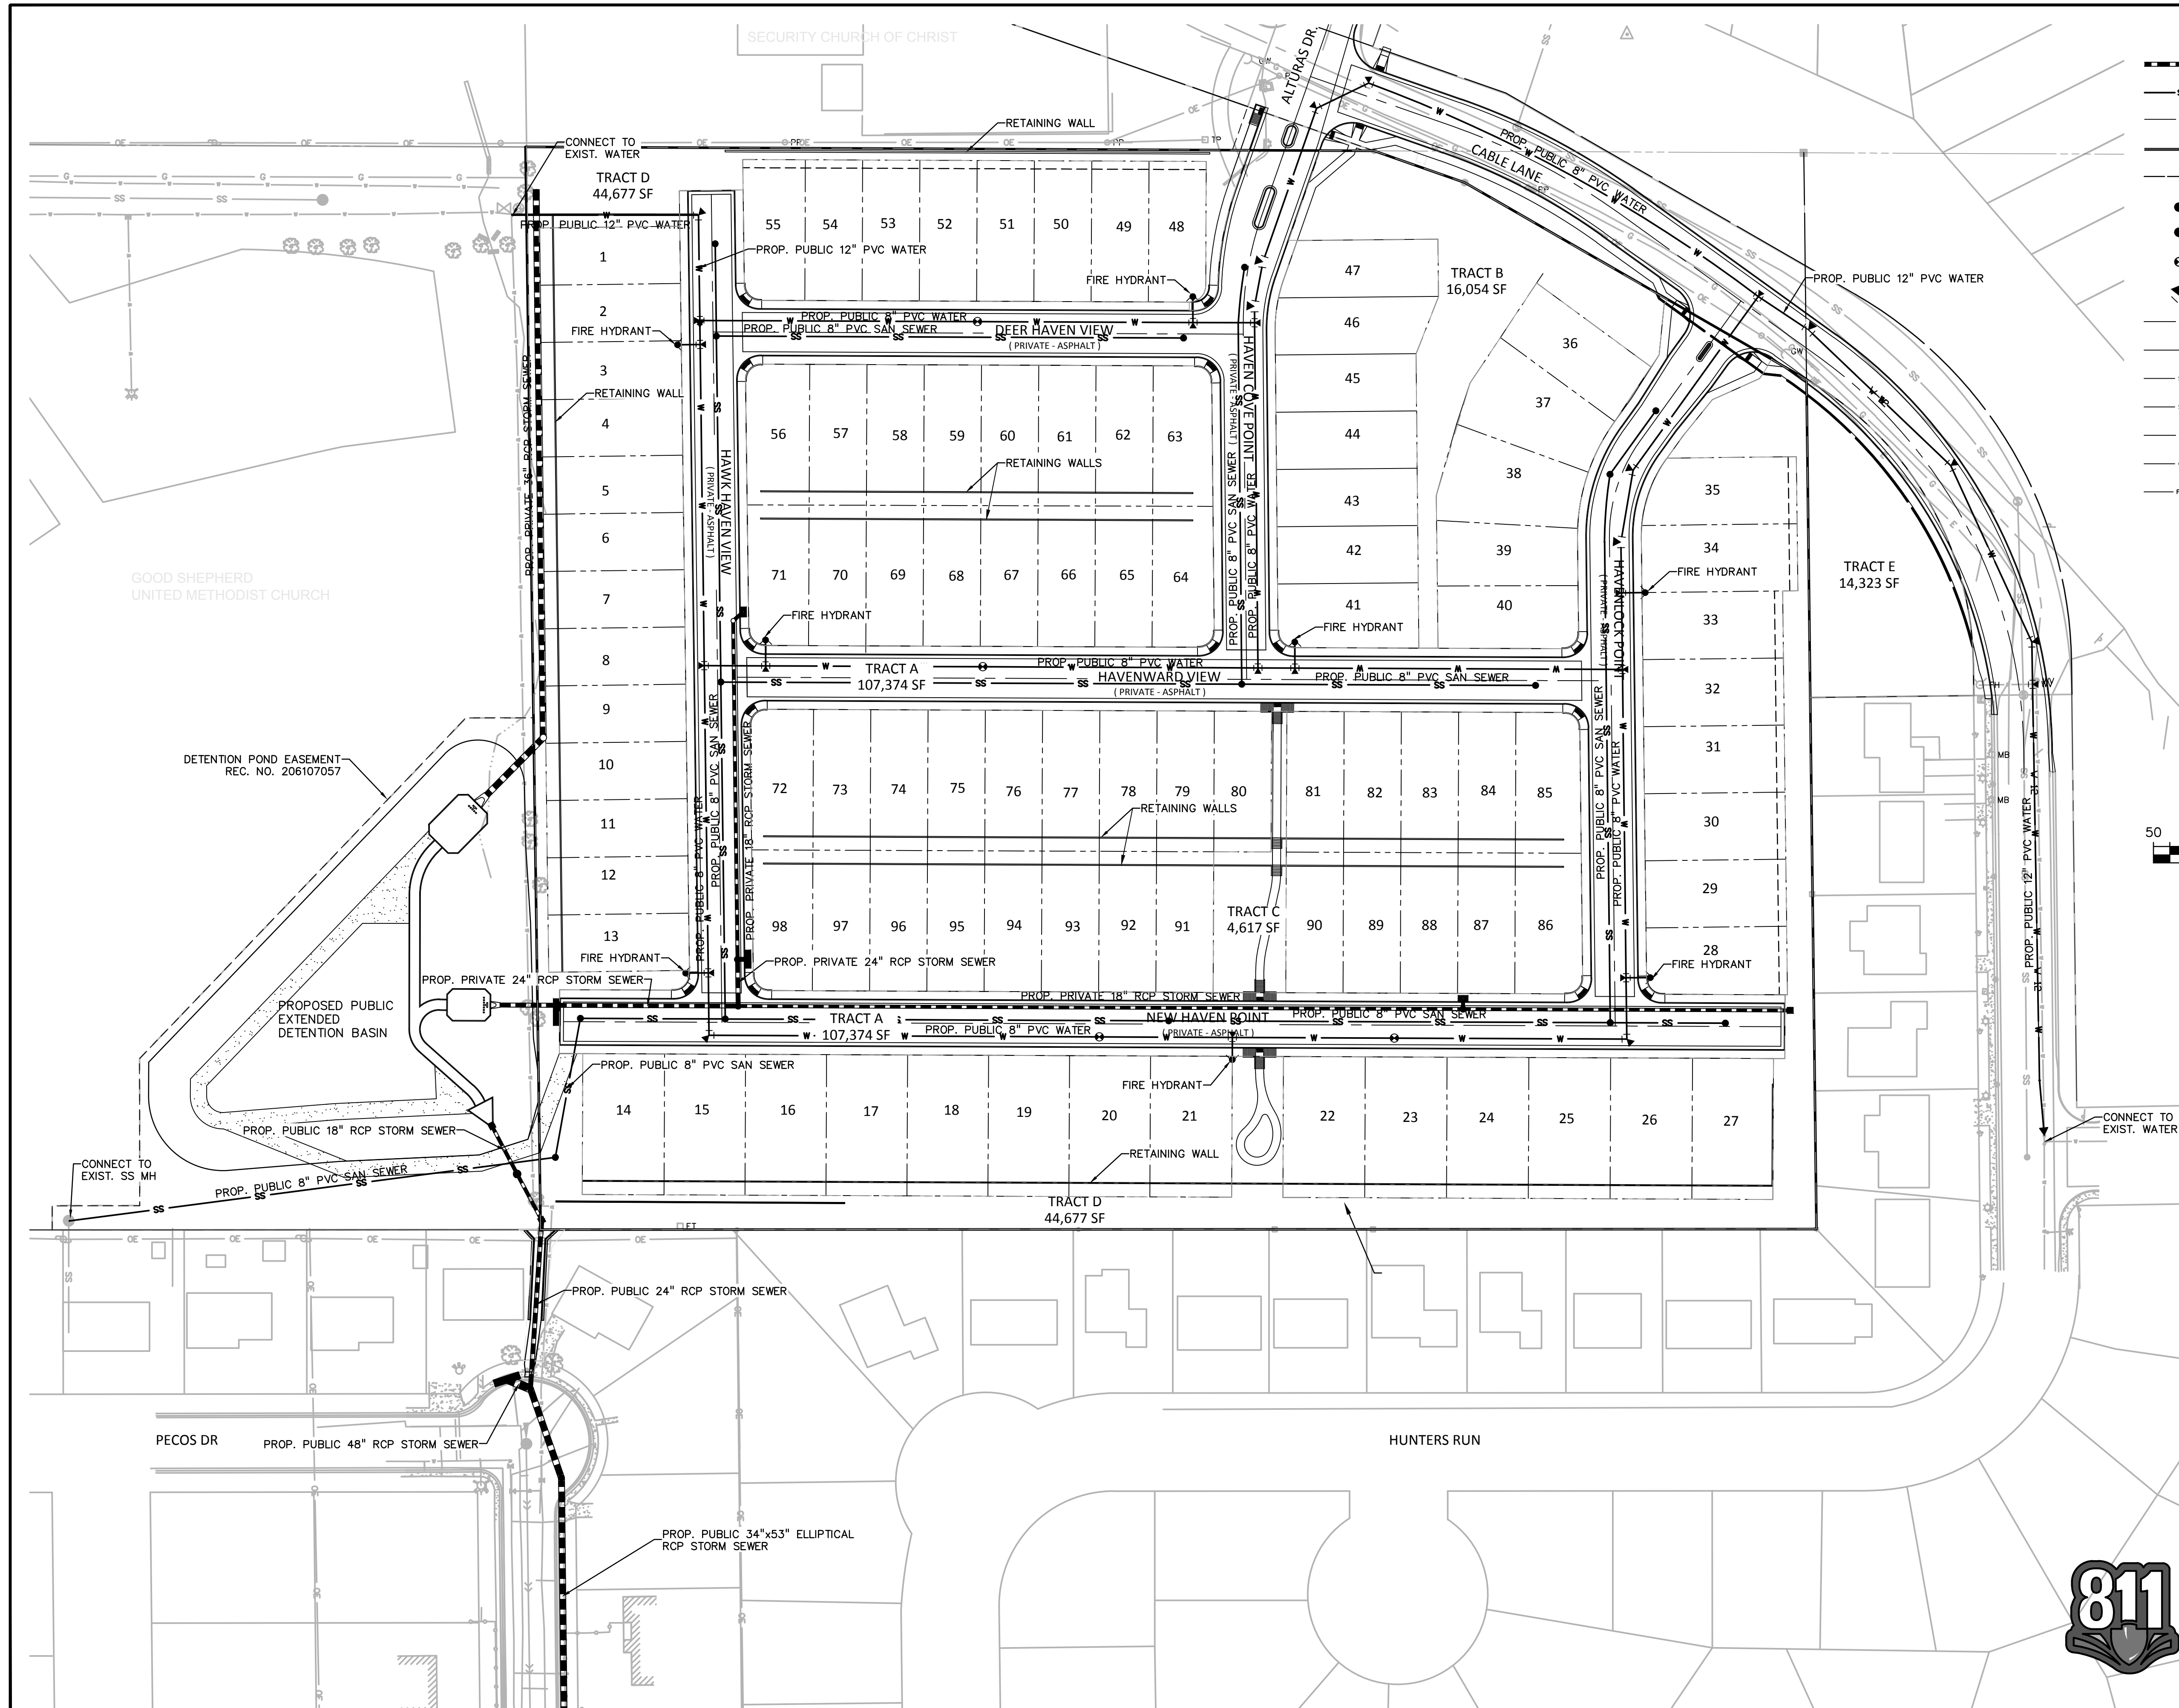 SECURITY CHURCH OF CHRIST
ALTURAS DR.
RETAINING WALL
CONNECT TO
EXIST. WATER
TRACT D
44,677 SF
PROP. PUBLIC 12" PVC WATER
PROP. PUBLIC 12" PVC WATER
PROP. PUBLIC 8" PVC WATER
CABLE LANE
PROP. PUBLIC 12" PVC WATER
55
54
53
52
51
50
49
48
FIRE HYDRANT
47
TRACT B
16,054 SF
46
45
44
43
42
41
36
37
38
39
40
1
2
FIRE HYDRANT
3
RETAINING WALL
4
5
6
7
8
9
10
11
12
13
PROP. PRIVATE 36" RCP STORM SEWER
PROP. PUBLIC 8" PVC WATER
PROP. PUBLIC 8" PVC SAN SEWER
DEER HAVEN VIEW
( PRIVATE - ASPHALT )
HAVEN COVE POINT
( PRIVATE - ASPHALT )
PROP. PUBLIC 8" PVC SAN SEWER
PROP. PUBLIC 8" PVC WATER
HAWK HAVEN VIEW
( PRIVATE - ASPHALT )
56
57
58
59
60
61
62
63
RETAINING WALLS
71
70
69
68
67
66
65
64
FIRE HYDRANT
FIRE HYDRANT
35
34
FIRE HYDRANT
33
32
31
30
29
28
TRACT E
14,323 SF
HAVENLOCK POINT
( PRIVATE - ASPHALT )
GOOD SHEPHERD
UNITED METHODIST CHURCH
TRACT A
107,374 SF
PROP. PUBLIC 8" PVC WATER
HAVENWARD VIEW
( PRIVATE - ASPHALT )
PROP. PUBLIC 8" PVC SAN SEWER
DETENTION POND EASEMENT
REC. NO. 206107057
PROP. PUBLIC 8" PVC WATER
PROP. PUBLIC 8" PVC SAN SEWER
PROP. PRIVATE 18" RCP STORM SEWER
72
73
74
75
76
77
78
79
80
81
82
83
84
85
RETAINING WALLS
98
97
96
95
94
93
92
91
TRACT C
4,617 SF
90
89
88
87
86
PROP. PUBLIC 8" PVC SAN SEWER
PROP. PUBLIC 8" PVC WATER
PROP. PUBLIC 12" PVC WATER
50
FIRE HYDRANT
PROP. PRIVATE 24" RCP STORM SEWER
FIRE HYDRANT
PROP. PRIVATE 24" RCP STORM SEWER
PROPOSED PUBLIC
EXTENDED
DETENTION BASIN
PROP. PRIVATE 18" RCP STORM SEWER
TRACT A
107,374 SF
NEW HAVEN POINT
( PRIVATE - ASPHALT )
PROP. PUBLIC 8" PVC SAN SEWER
PROP. PUBLIC 8" PVC WATER
PROP. PUBLIC 8" PVC SAN SEWER
FIRE HYDRANT
14
15
16
17
18
19
20
21
22
23
24
25
26
27
CONNECT TO
EXIST. WATER
PROP. PUBLIC 18" RCP STORM SEWER
CONNECT TO
EXIST. SS MH
PROP. PUBLIC 8" PVC SAN SEWER
RETAINING WALL
TRACT D
44,677 SF
PROP. PUBLIC 24" RCP STORM SEWER
PECOS DR
PROP. PUBLIC 48" RCP STORM SEWER
HUNTERS RUN
PROP. PUBLIC 34"x53" ELLIPTICAL
RCP STORM SEWER
811